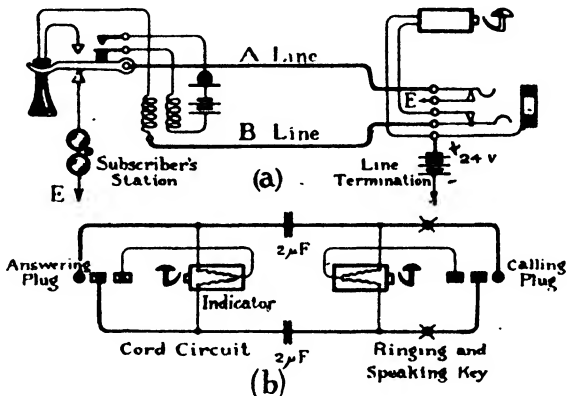 A Line
E
B Line
+ 24 V
-
Subscriber's
Station
Line
Termination
E
(a)
2μF
Answering
Plug
Calling
Plug
Indicator
Cord Circuit
2μF
Ringing and
Speaking Key
(b)